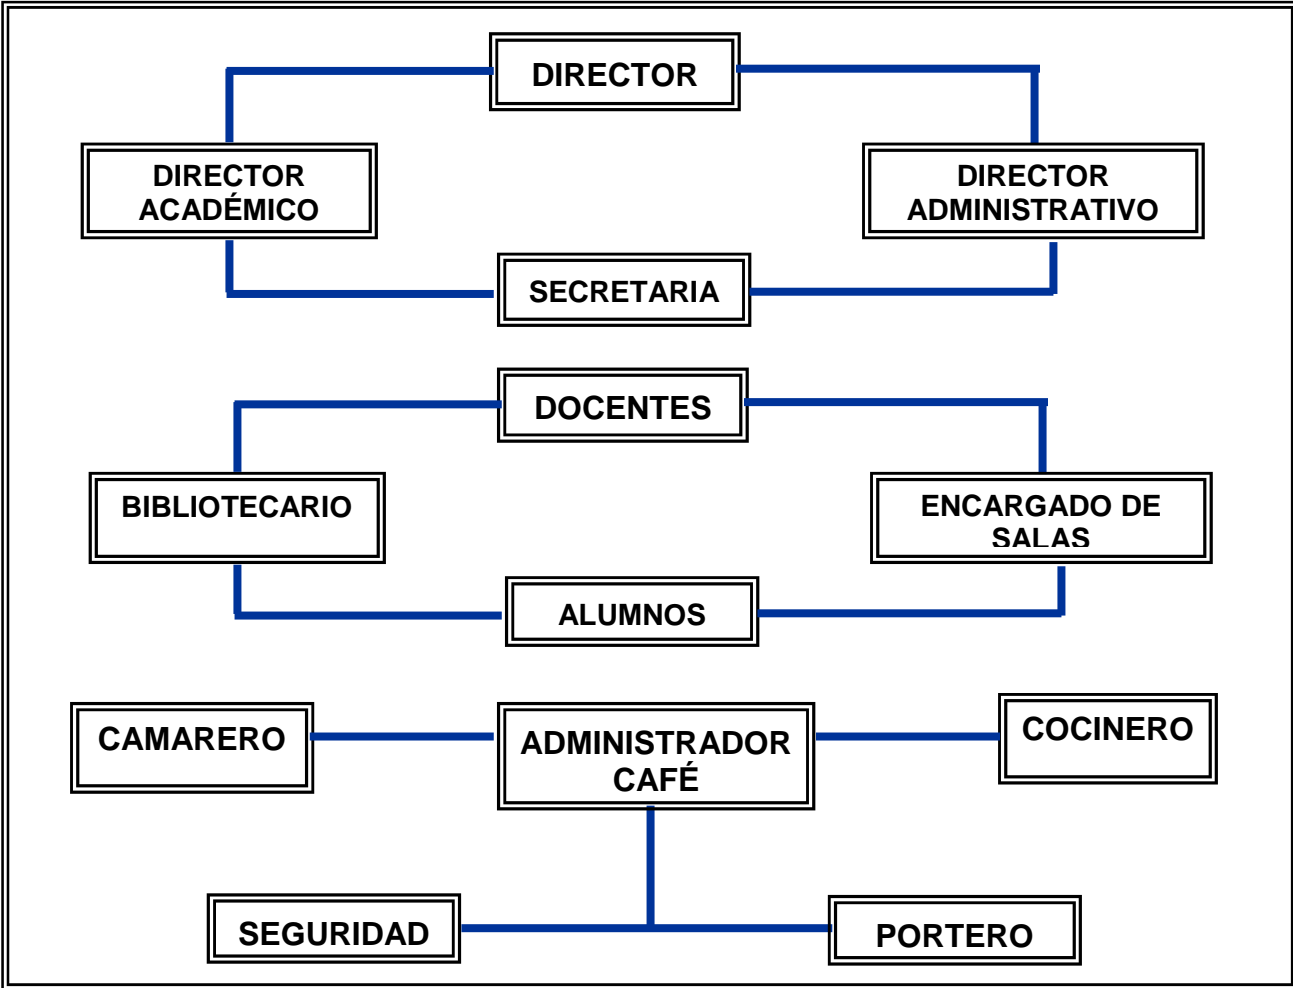 DIRECTOR
DIRECTOR
ACADÉMICO
DIRECTOR
ADMINISTRATIVO
SECRETARIA
DOCENTES
BIBLIOTECARIO
ENCARGADO DE
SALAS
ALUMNOS
CAMARERO
ADMINISTRADOR
CAFÉ
COCINERO
SEGURIDAD
PORTERO